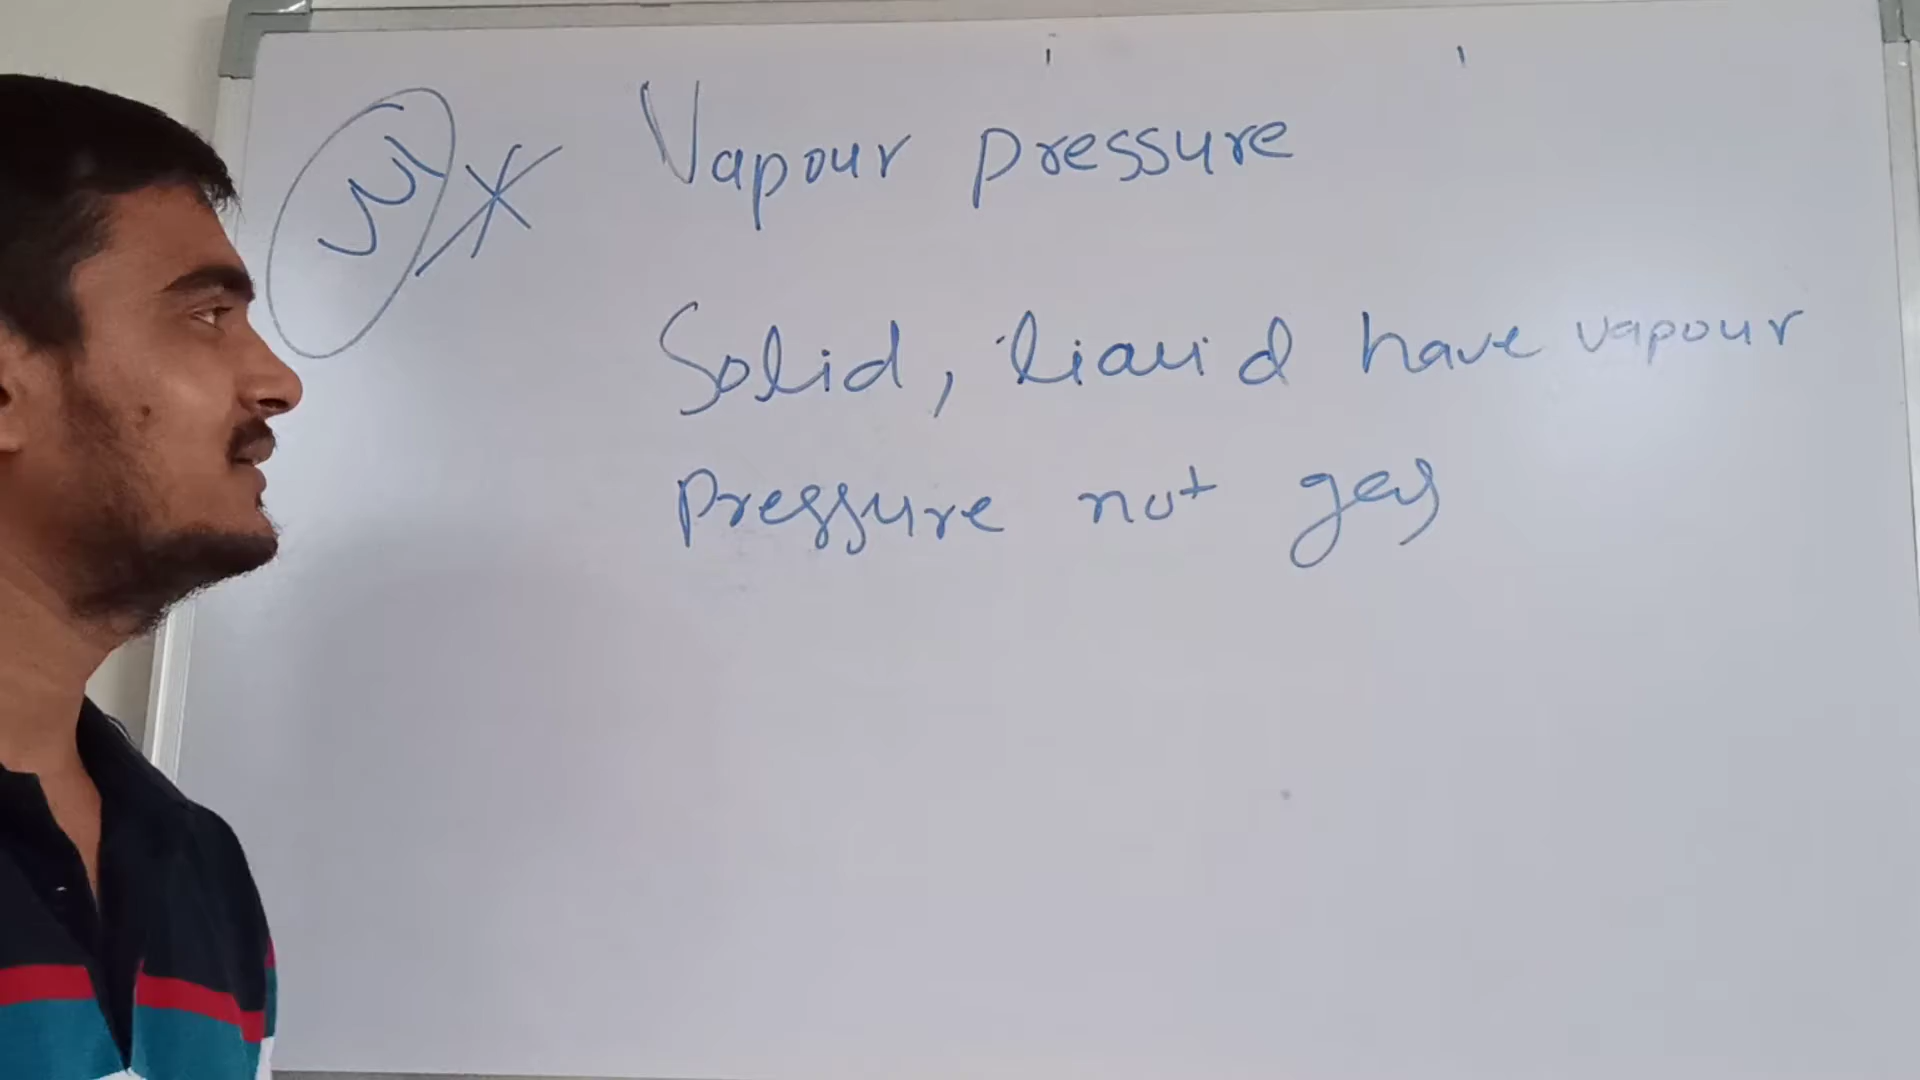 Vapour pressure
Solid, liquid have vapour
pressure not gas